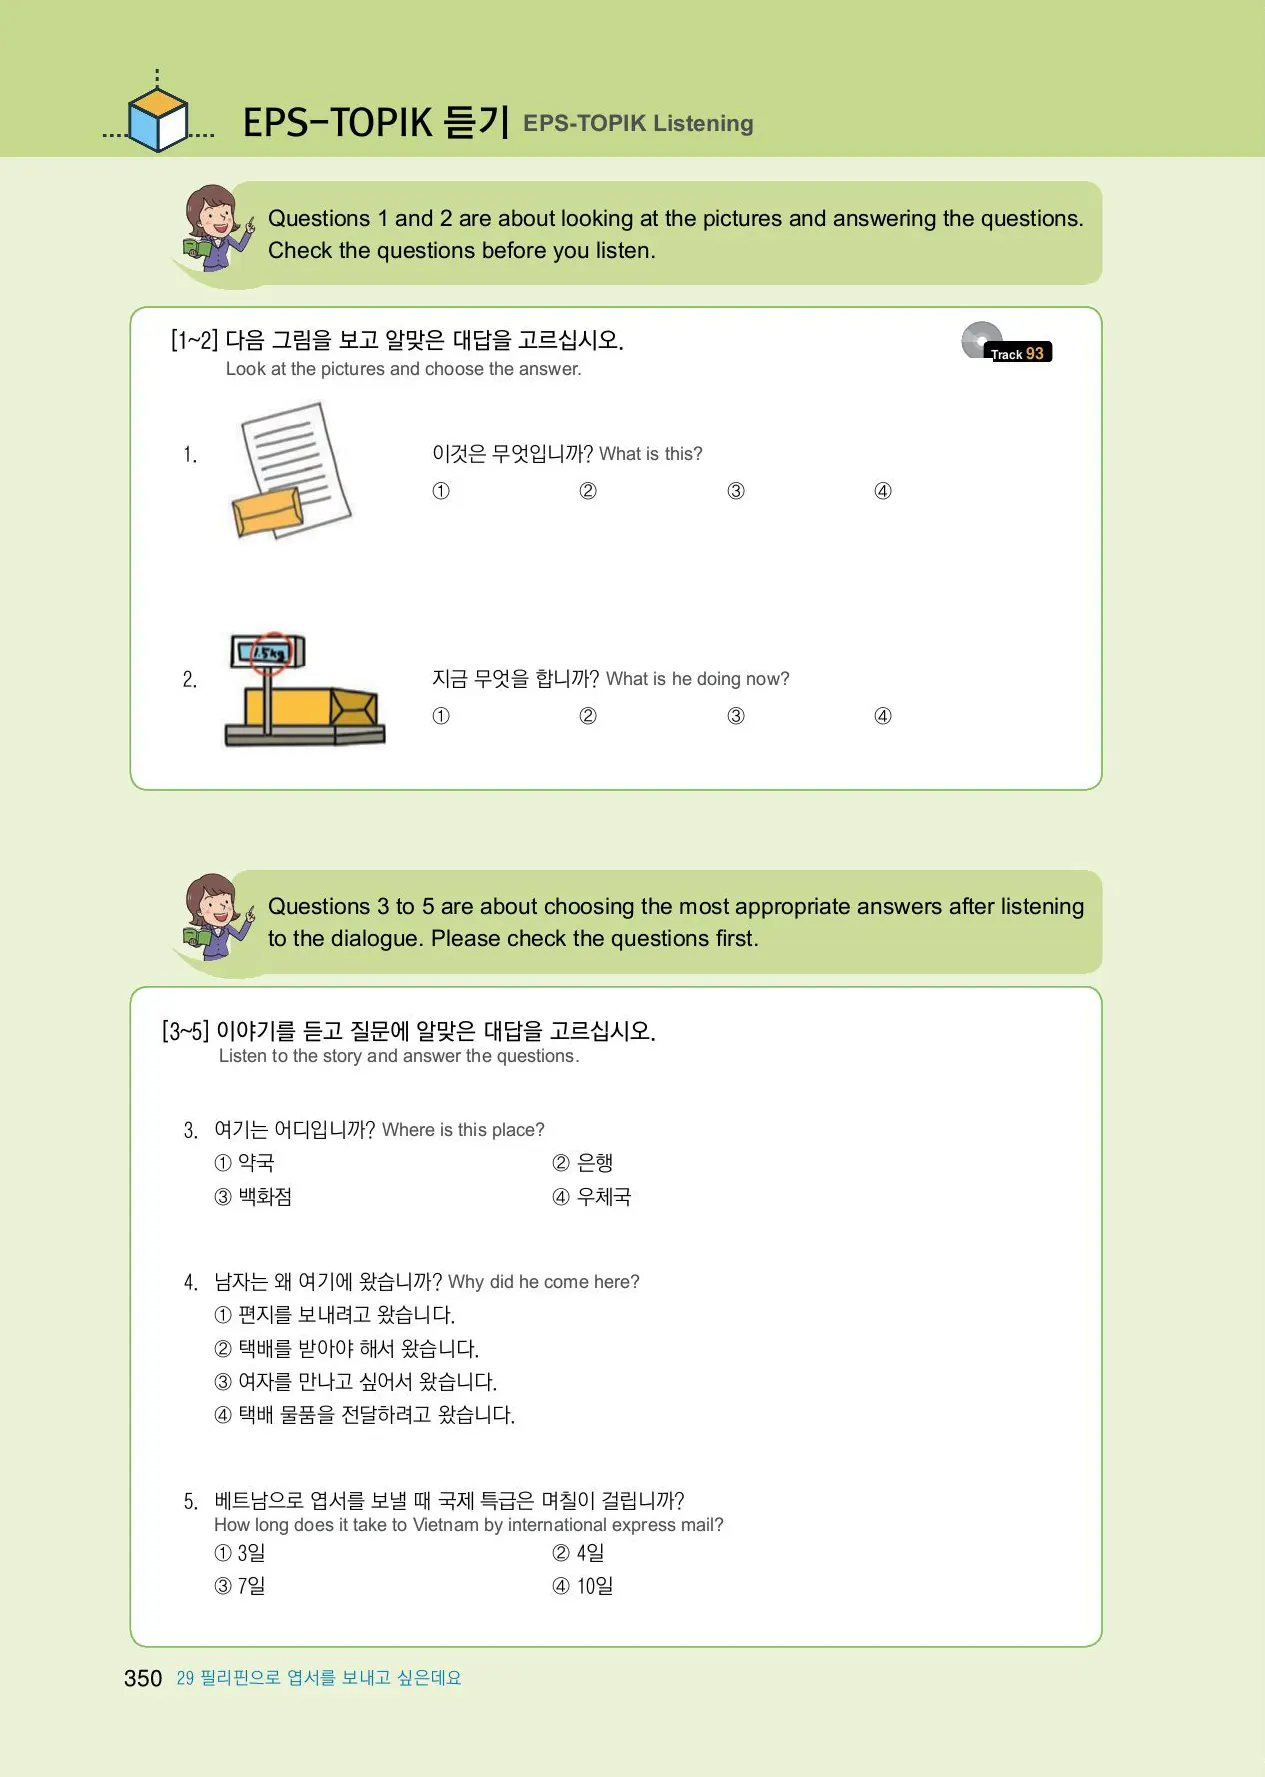 EPS-TOPIK 듣기 EPS-TOPIK Listening
Questions 1 and 2 are about looking at the pictures and answering the questions.
Check the questions before you listen.
[1~2] 다음 그림을 보고 알맞은 대답을 고르십시오.
Track 93
Look at the pictures and choose the answer.
1. 이것은 무엇입니까? What is this?
① ② ③ ④
1.5kg
2. 지금 무엇을 합니까? What is he doing now?
① ② ③ ④
Questions 3 to 5 are about choosing the most appropriate answers after listening
to the dialogue. Please check the questions first.
[3~5] 이야기를 듣고 질문에 알맞은 대답을 고르십시오.
Listen to the story and answer the questions.
3. 여기는 어디입니까? Where is this place?
① 약국 ② 은행
③ 백화점 ④ 우체국
4. 남자는 왜 여기에 왔습니까? Why did he come here?
① 편지를 보내려고 왔습니다.
② 택배를 받아야 해서 왔습니다.
③ 여자를 만나고 싶어서 왔습니다.
④ 택배 물품을 전달하려고 왔습니다.
5. 베트남으로 엽서를 보낼 때 국제 특급은 며칠이 걸립니까?
How long does it take to Vietnam by international express mail?
① 3일 ② 4일
③ 7일 ④ 10일
350 29 필리핀으로 엽서를 보내고 싶은데요